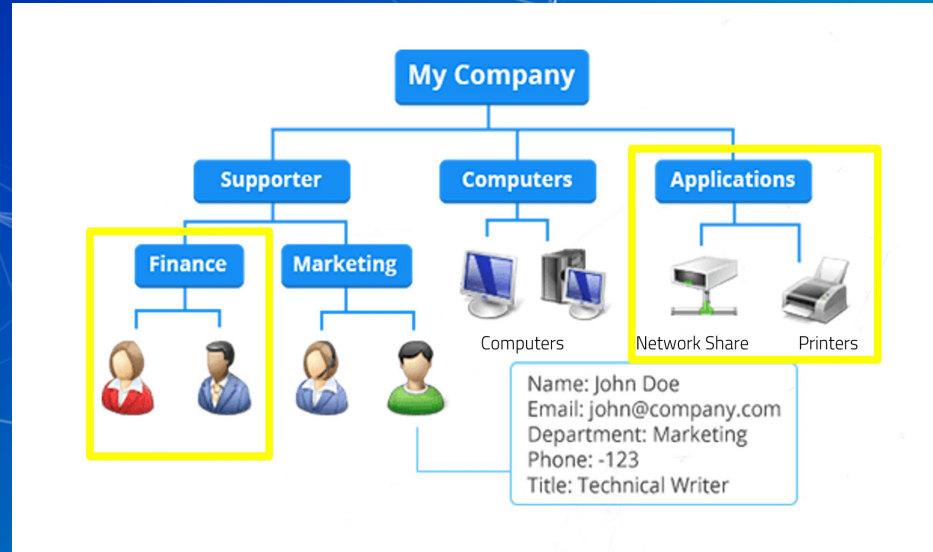 My Company
Supporter
Computers
Applications
Finance
Marketing
Computers
Network Share
Printers
Name: John Doe
Email: john@company.com
Department: Marketing
Phone: -123
Title: Technical Writer